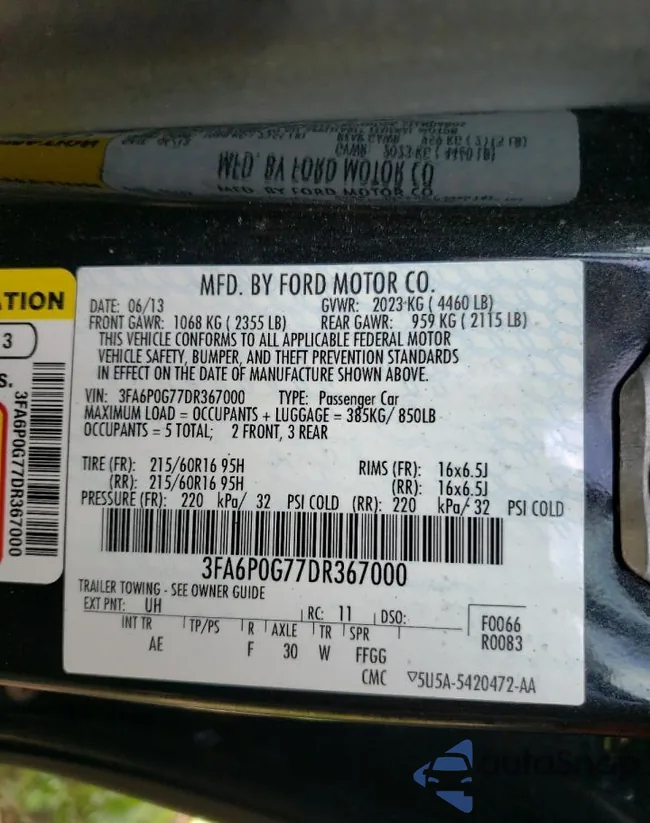 MFD. BY FORD MOTOR CO
MFD. BY FORD MOTOR CO.
DATE: 06/13 GVWR: 2023 KG ( 4460 LB)
FRONT GAWR: 1068 KG ( 2355 LB) REAR GAWR: 959 KG ( 2115 LB)
THIS VEHICLE CONFORMS TO ALL APPLICABLE FEDERAL MOTOR
VEHICLE SAFETY, BUMPER, AND THEFT PREVENTION STANDARDS
IN EFFECT ON THE DATE OF MANUFACTURE SHOWN ABOVE.
VIN: 3FA6P0G77DR367000 TYPE: Passenger Car
MAXIMUM LOAD = OCCUPANTS + LUGGAGE = 385KG/ 850LB
OCCUPANTS = 5 TOTAL; 2 FRONT, 3 REAR
TIRE (FR): 215/60R16 95H RIMS (FR): 16x6.5J
(RR): 215/60R16 95H (RR): 16x6.5J
PRESSURE (FR): 220 kPa/ 32 PSI COLD (RR): 220 kPa/ 32 PSI COLD
3FA6P0G77DR367000
TRAILER TOWING - SEE OWNER GUIDE
EXT PNT: UH RC: 11 DSO: F0066
R0083
INT TR TP/PS R AXLE TR SPR
AE F 30 W FFGG
CMC ▽5U5A-5420472-AA
ATION
3
S.
3FA6P0G77DR367000
autoSnap